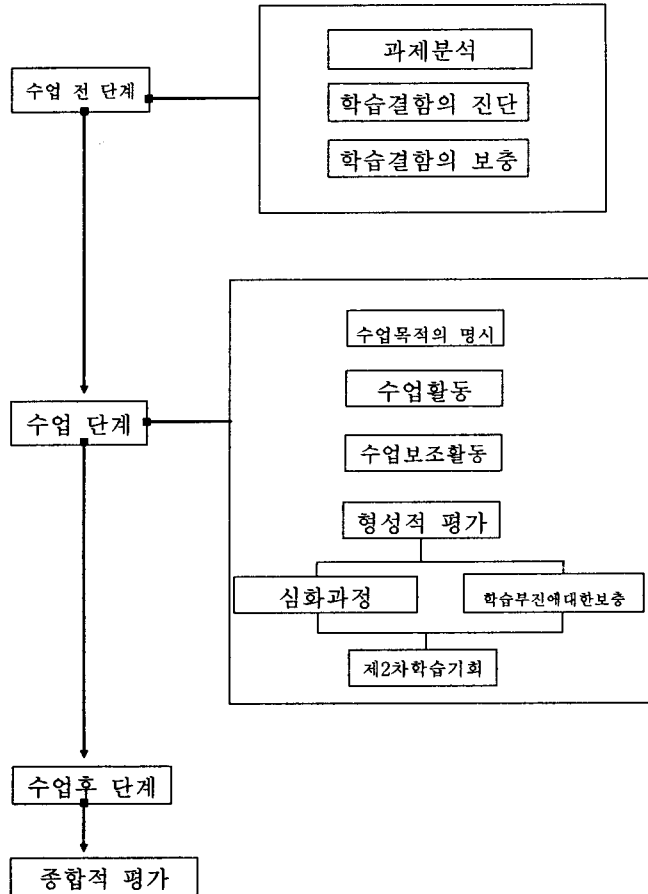 과제분석
수업 전 단계
학습결함의 진단
학습결함의 보충
수업목적의 명시
수업활동
수업 단계
수업보조활동
형성적 평가
심화과정
학습부진애대한보충
제2차학습기회
수업후 단계
종합적 평가